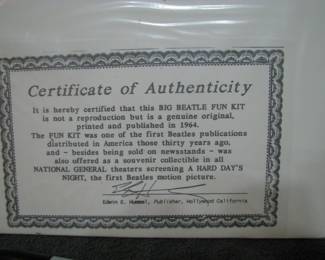 Certificate of Authenticity
It is hereby certified that this BIG BEATLE FUN KIT
is not a reproduction but is a genuine original,
printed and published in 1964.
The FUN KIT was one of the first Beatles publications
distributed in America those thirty years ago,
and - besides being sold on newsstands - was
also offered as a souvenir collectible in all
NATIONAL GENERAL theaters screening A HARD DAY'S
NIGHT, the first Beatles motion picture.
Edwin E. Hummel, Publisher, Hollywood California